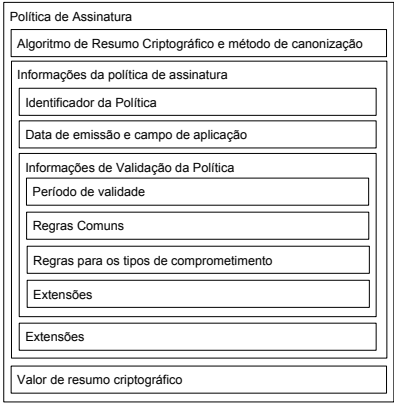 Política de Assinatura
Algoritmo de Resumo Criptográfico e método de canonização
Informações da política de assinatura
Identificador da Política
Data de emissão e campo de aplicação
Informações de Validação da Política
Período de validade
Regras Comuns
Regras para os tipos de comprometimento
Extensões
Extensões
Valor de resumo criptográfico